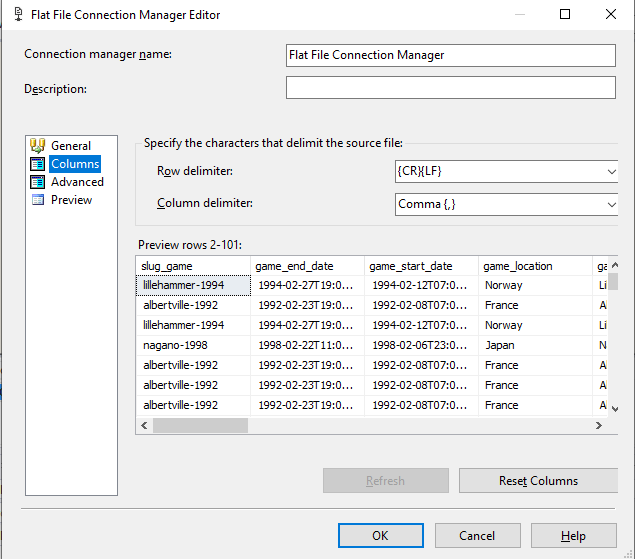 Flat File Connection Manager Editor
Connection manager name: Flat File Connection Manager
Description:
General
Columns
Advanced
Preview
Specify the characters that delimit the source file:
Row delimiter: {CR}{LF}
Column delimiter: Comma {,}
Preview rows 2-101:
slug_game game_end_date game_start_date game_location ga
lillehammer-1994 1994-02-27T19:0... 1994-02-12T07:0... Norway Li
albertville-1992 1992-02-23T19:0... 1992-02-08T07:0... France Al
lillehammer-1994 1994-02-27T19:0... 1994-02-12T07:0... Norway Li
nagano-1998 1998-02-22T11:0... 1998-02-06T23:0... Japan N
albertville-1992 1992-02-23T19:0... 1992-02-08T07:0... France Al
albertville-1992 1992-02-23T19:0... 1992-02-08T07:0... France Al
albertville-1992 1992-02-23T19:0... 1992-02-08T07:0... France Al
Refresh Reset Columns
OK Cancel Help